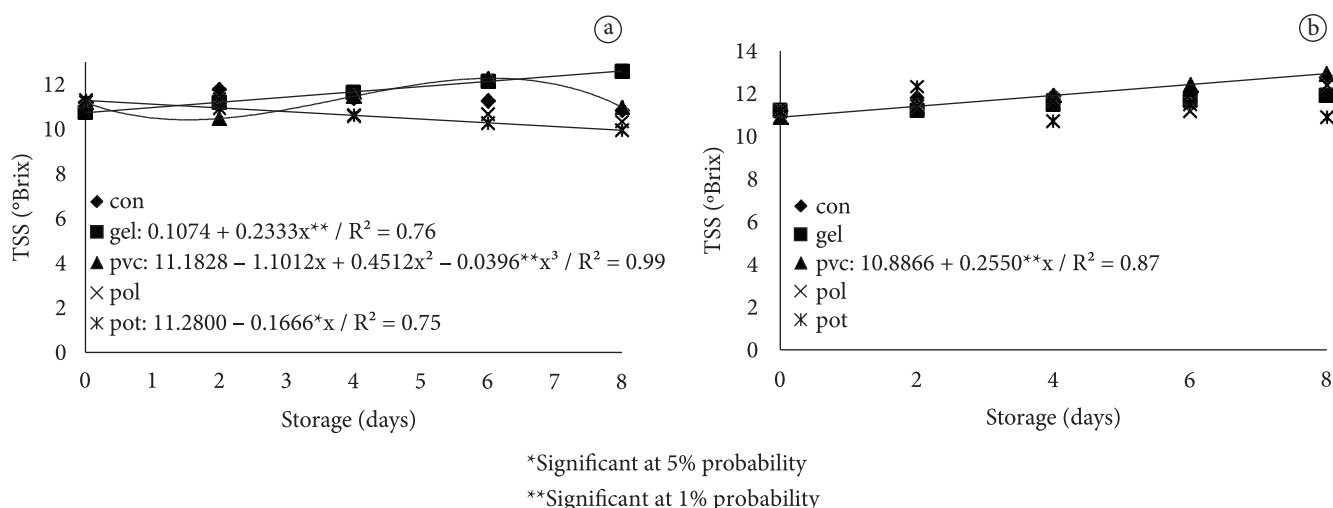 a
12
10
8
6
4
2
0
TSS (ºBrix)
con
gel: 0.1074 + 0.2333x** / R² = 0.76
pvc: 11.1828 – 1.1012x + 0.4512x² – 0.0396**x³ / R² = 0.99
pol
pot: 11.2800 – 0.1666*x / R² = 0.75
0 1 2 3 4 5 6 7 8
Storage (days)
b
14
12
10
8
6
4
2
0
TSS (ºBrix)
con
gel
pvc: 10.8866 + 0.2550**x / R² = 0.87
pol
pot
0 2 4 6 8
Storage (days)
*Significant at 5% probability
**Significant at 1% probability